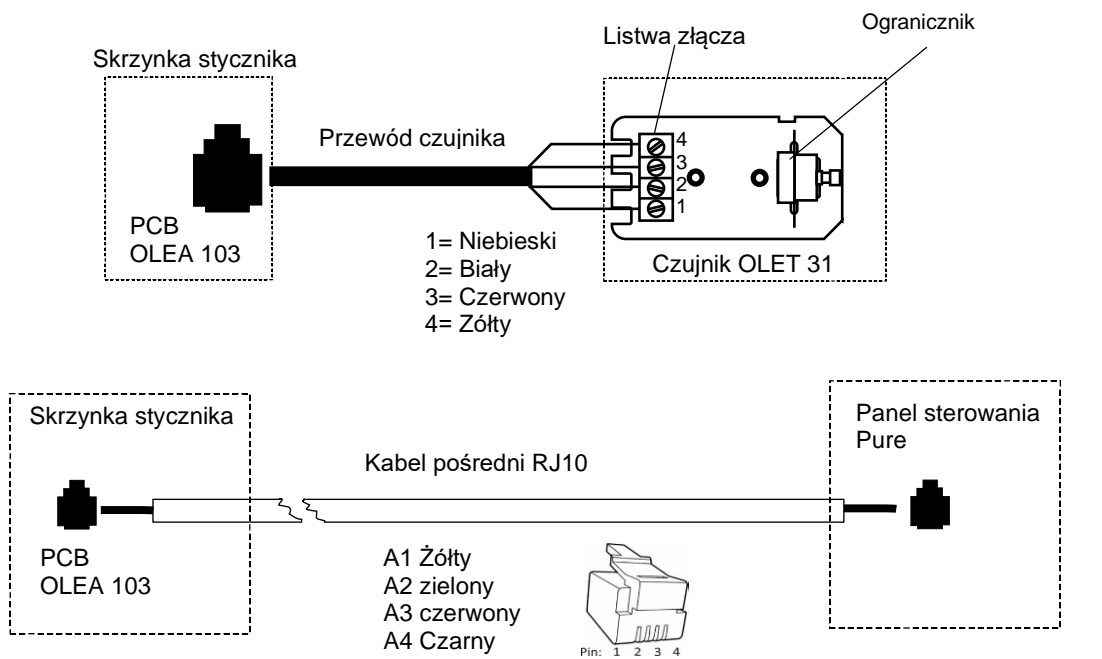 Ogranicznik
Listwa złącza
Skrzynka stycznika
Przewód czujnika
4
3
2
1
PCB
OLEA 103
1= Niebieski
2= Biały
3= Czerwony
4= Zółty
Czujnik OLET 31
Skrzynka stycznika
Panel sterowania
Pure
Kabel pośredni RJ10
PCB
OLEA 103
A1 Żółty
A2 zielony
A3 czerwony
A4 Czarny
Pin: 1 2 3 4